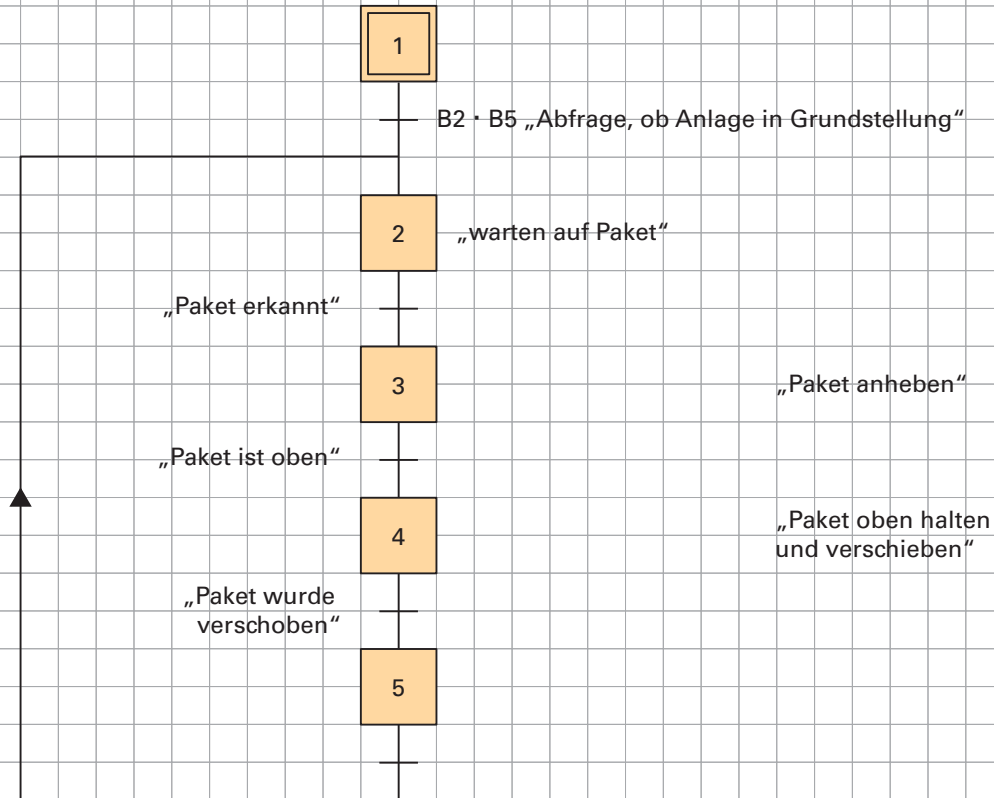 1
B2 · B5 „Abfrage, ob Anlage in Grundstellung“
2
„warten auf Paket“
„Paket erkannt“
3
„Paket anheben“
„Paket ist oben“
4
„Paket oben halten
und verschieben“
„Paket wurde
verschoben“
5